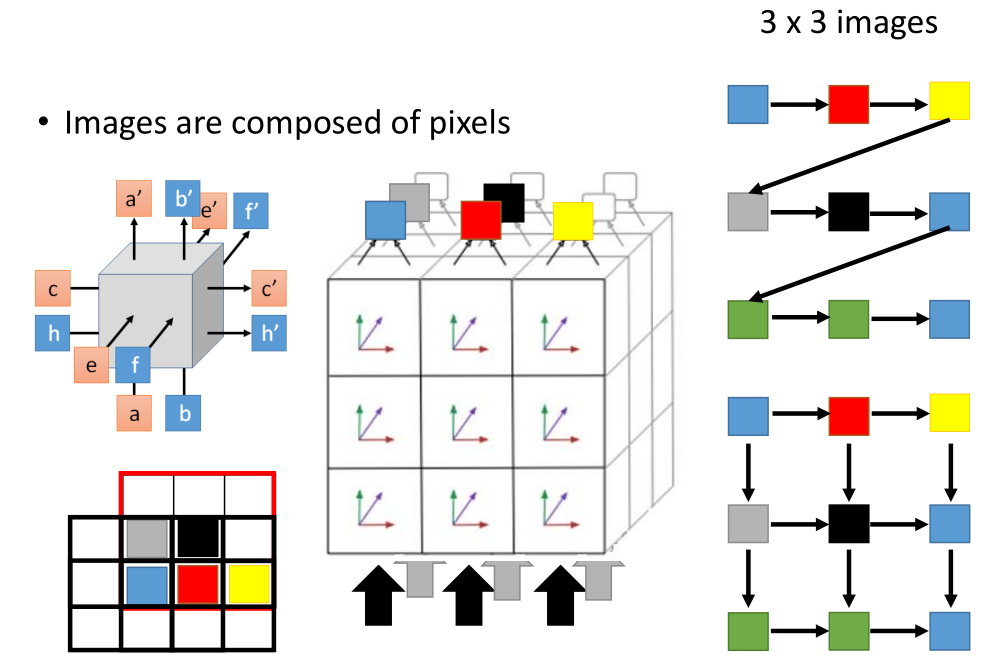 3 x 3 images
• Images are composed of pixels
a’ b’ e’ f’
c c’
h h’
e f
a b